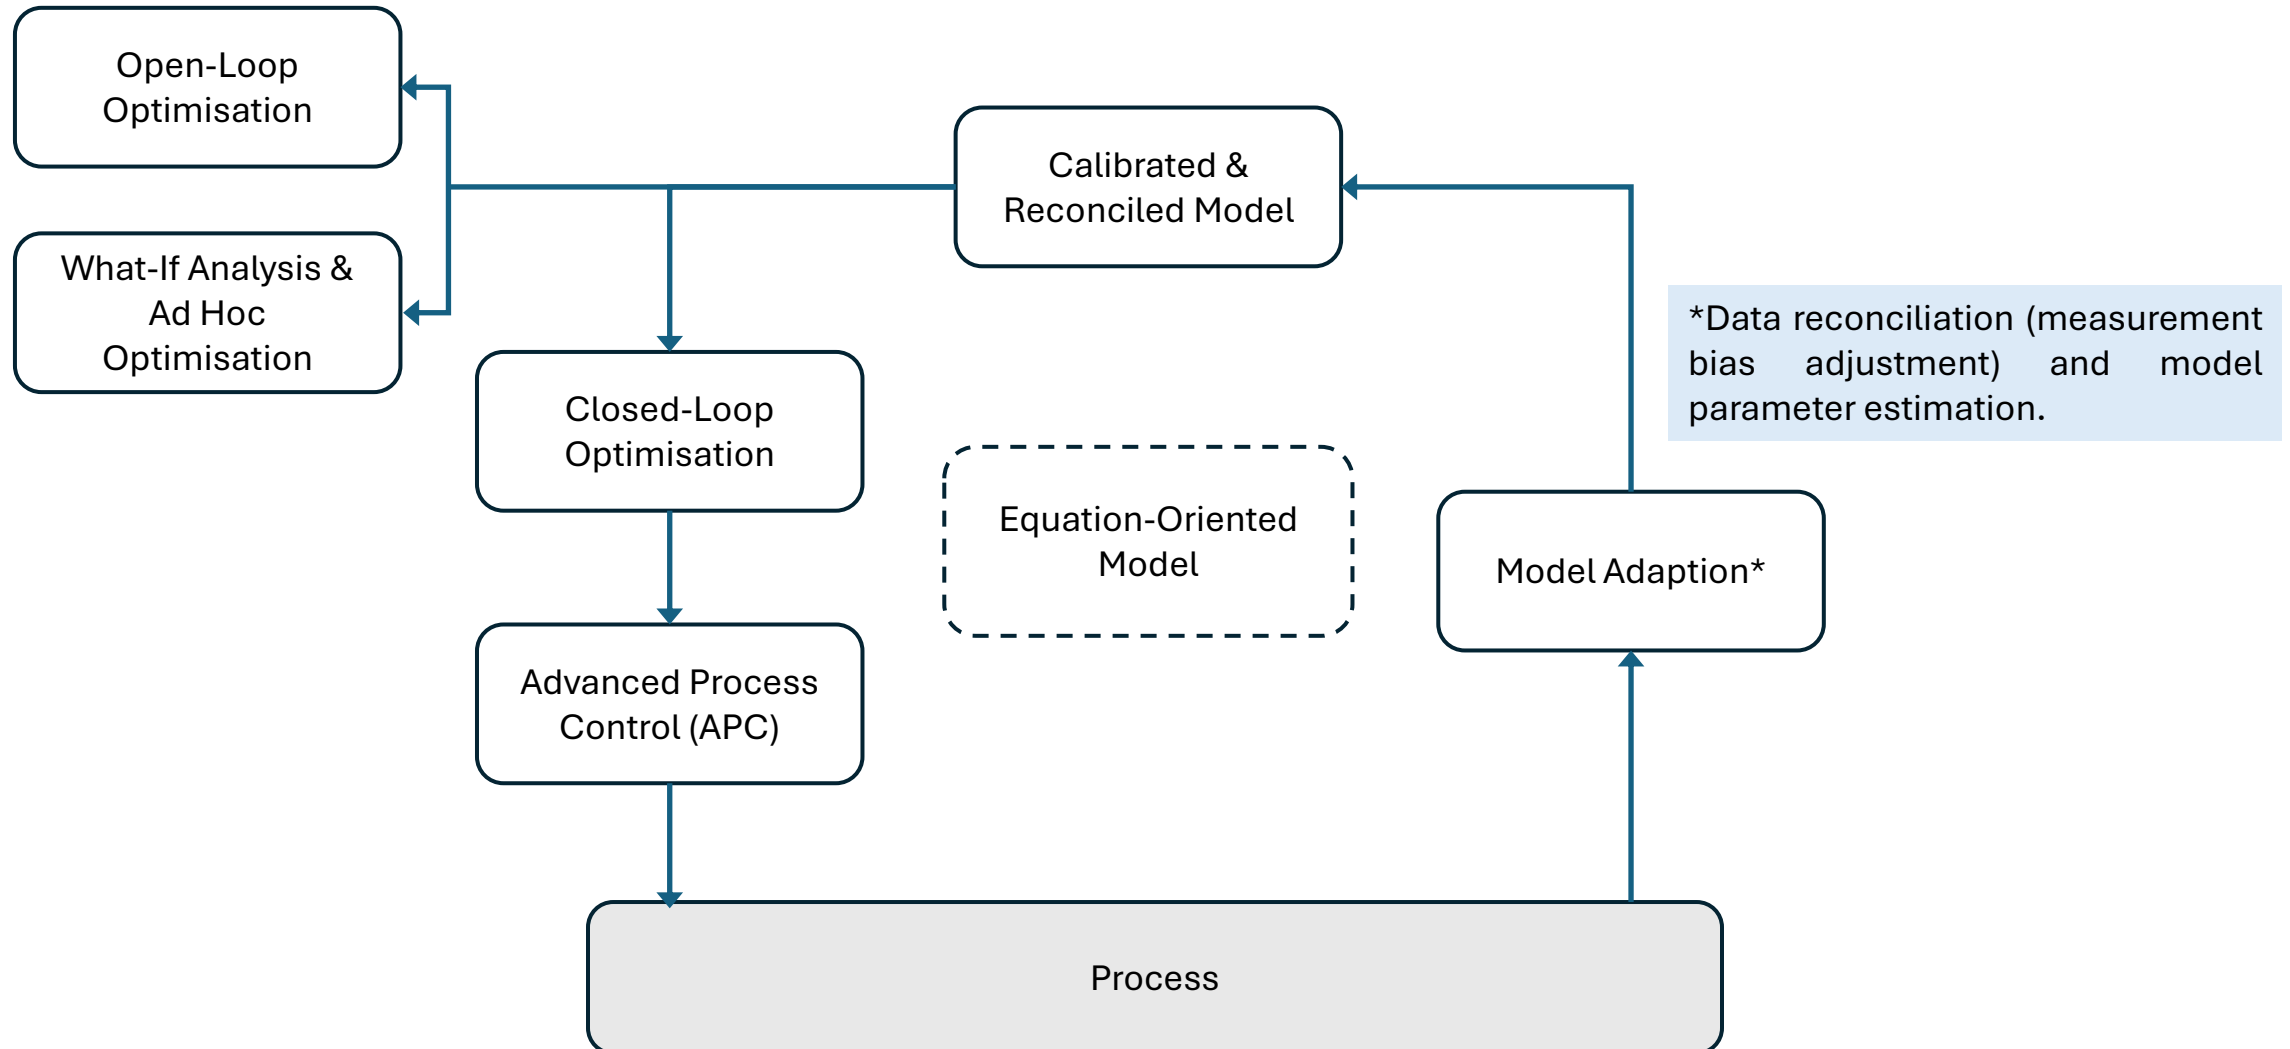 Open-Loop
Optimisation
Calibrated &
Reconciled Model
What-If Analysis &
Ad Hoc
Optimisation
*Data reconciliation (measurement
bias adjustment) and model
parameter estimation.
Closed-Loop
Optimisation
Equation-Oriented
Model
Model Adaption*
Advanced Process
Control (APC)
Process